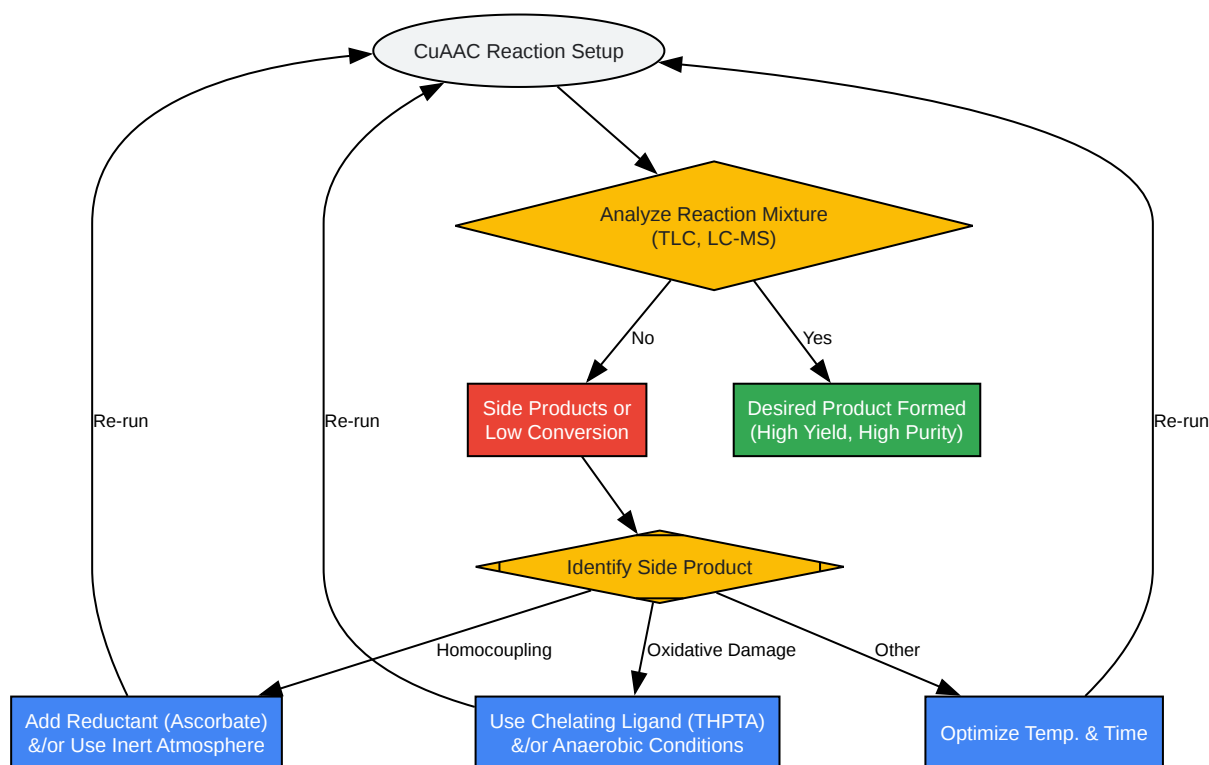 CuAAC Reaction Setup
Analyze Reaction Mixture
(TLC, LC-MS)
No
Yes
Side Products or
Low Conversion
Desired Product Formed
(High Yield, High Purity)
Re-run
Re-run
Re-run
Identify Side Product
Homocoupling
Oxidative Damage
Other
Add Reductant (Ascorbate)
&/or Use Inert Atmosphere
Use Chelating Ligand (THPTA)
&/or Anaerobic Conditions
Optimize Temp. & Time